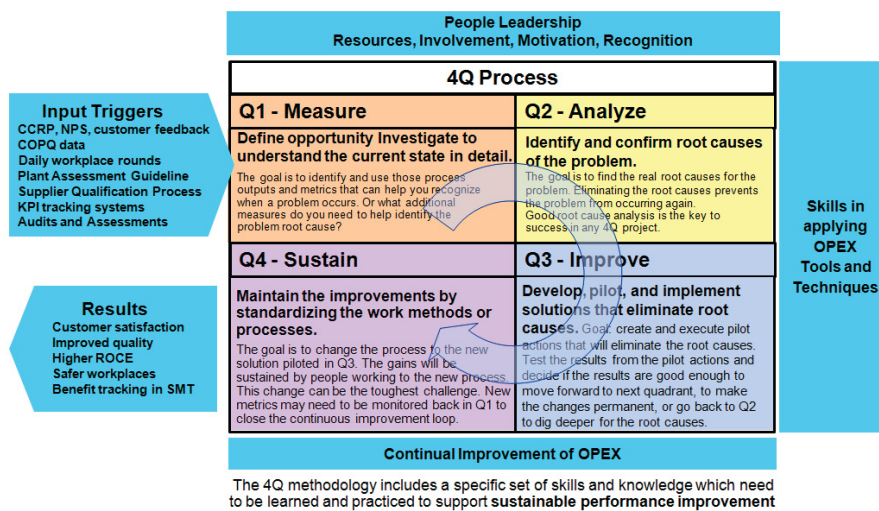 People Leadership
Resources, Involvement, Motivation, Recognition
Input Triggers
CCRP, NPS, customer feedback
COPQ data
Daily workplace rounds
Plant Assessment Guideline
Supplier Qualification Process
KPI tracking systems
Audits and Assessments
4Q Process
Q1 - Measure
Define opportunity Investigate to
understand the current state in detail.
The goal is to identify and use those process
outputs and metrics that can help you recognize
when a problem occurs. Or what additional
measures do you need to help identify the
problem root cause?
Q2 - Analyze
Identify and confirm root causes
of the problem.
The goal is to find the real root causes for the
problem. Eliminating the root causes prevents
the problem from occurring again.
Good root cause analysis is the key to
success in any 4Q project.
Q4 - Sustain
Maintain the improvements by
standardizing the work methods or
processes.
The goal is to change the process to the new
solution piloted in Q3. The gains will be
sustained by people working to the new process.
This change can be the toughest challenge. New
metrics may need to be monitored back in Q1 to
close the continuous improvement loop.
Q3 - Improve
Develop, pilot, and implement
solutions that eliminate root
causes. Goal: create and execute pilot
actions that will eliminate the root causes.
Test the results from the pilot actions and
decide if the results are good enough to
move forward to next quadrant, to make
the changes permanent, or go back to Q2
to dig deeper for the root causes.
Results
Customer satisfaction
Improved quality
Higher ROCE
Safer workplaces
Benefit tracking in SMT
Skills in
applying
OPEX
Tools and
Techniques
Continual Improvement of OPEX
The 4Q methodology includes a specific set of skills and knowledge which need
to be learned and practiced to support sustainable performance improvement